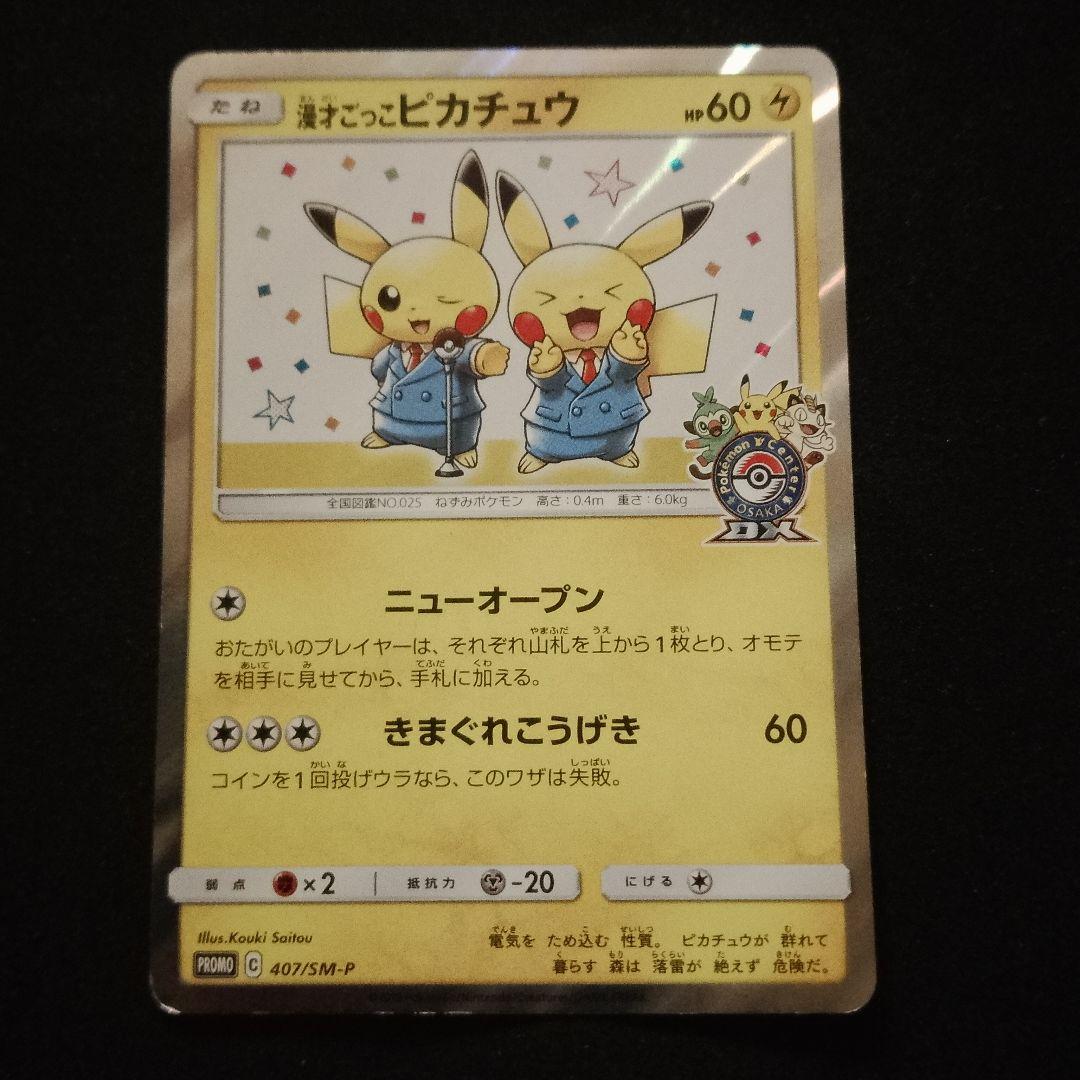 たね
漫才ごっこピカチュウ
HP60
全国図鑑NO.025 ねずみポケモン 高さ:0.4m 重さ:6.0kg
Pokémon Center
OSAKA
DX
ニューオープン
おたがいのプレイヤーは、それぞれ山札を上から1枚とり、オモテ
を相手に見せてから、手札に加える。
きまぐれこうげき 60
コインを1回投げウラなら、このワザは失敗。
弱点 ×2 抵抗力 -20 にげる
Illus.Kouki Saitou
PROMO C 407/SM-P
電気を ため込む 性質。 ピカチュウが 群れて
暮らす 森は 落雷が 絶えず 危険だ。